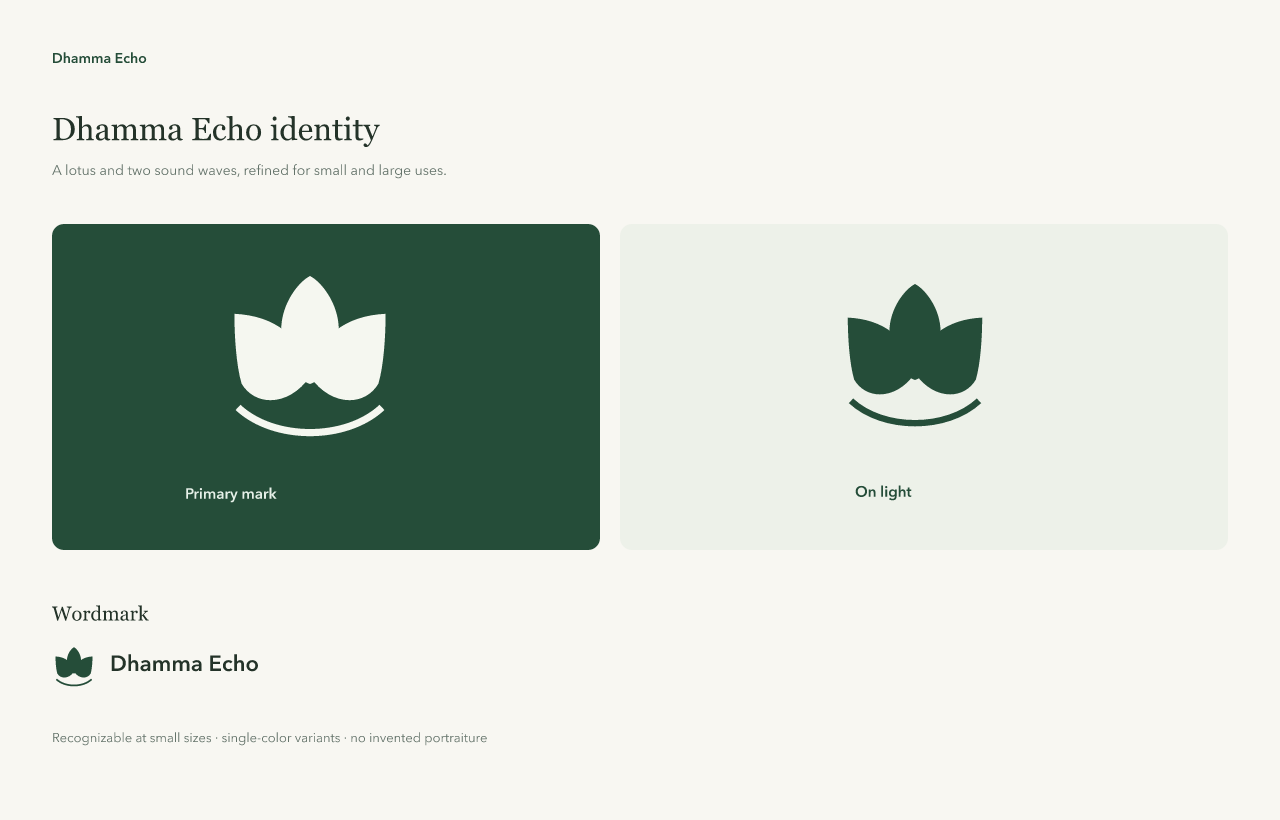 Dhamma Echo
Dhamma Echo identity
A lotus and two sound waves, refined for small and large uses.
Primary mark
On light
Wordmark
Dhamma Echo
Recognizable at small sizes · single-color variants · no invented portraiture